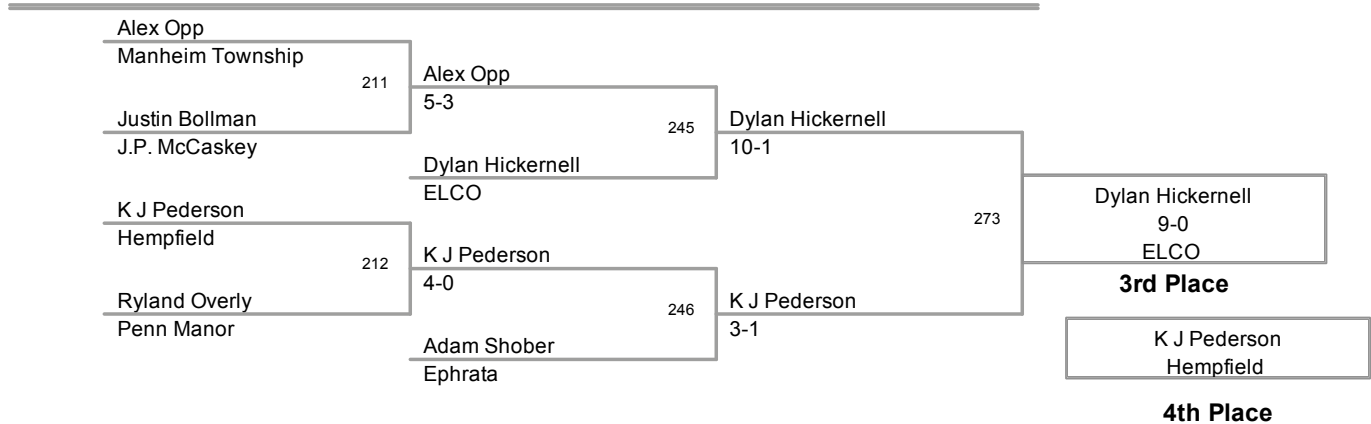 Alex Opp
Manheim Township
211
Justin Bollman
J.P. McCaskey
K J Pederson
Hempfield
212
Ryland Overly
Penn Manor
Alex Opp
5-3
245
Dylan Hickernell
ELCO
K J Pederson
4-0
246
Adam Shober
Ephrata
Dylan Hickernell
10-1
273
K J Pederson
3-1
Dylan Hickernell
9-0
ELCO
3rd Place
K J Pederson
Hempfield
4th Place